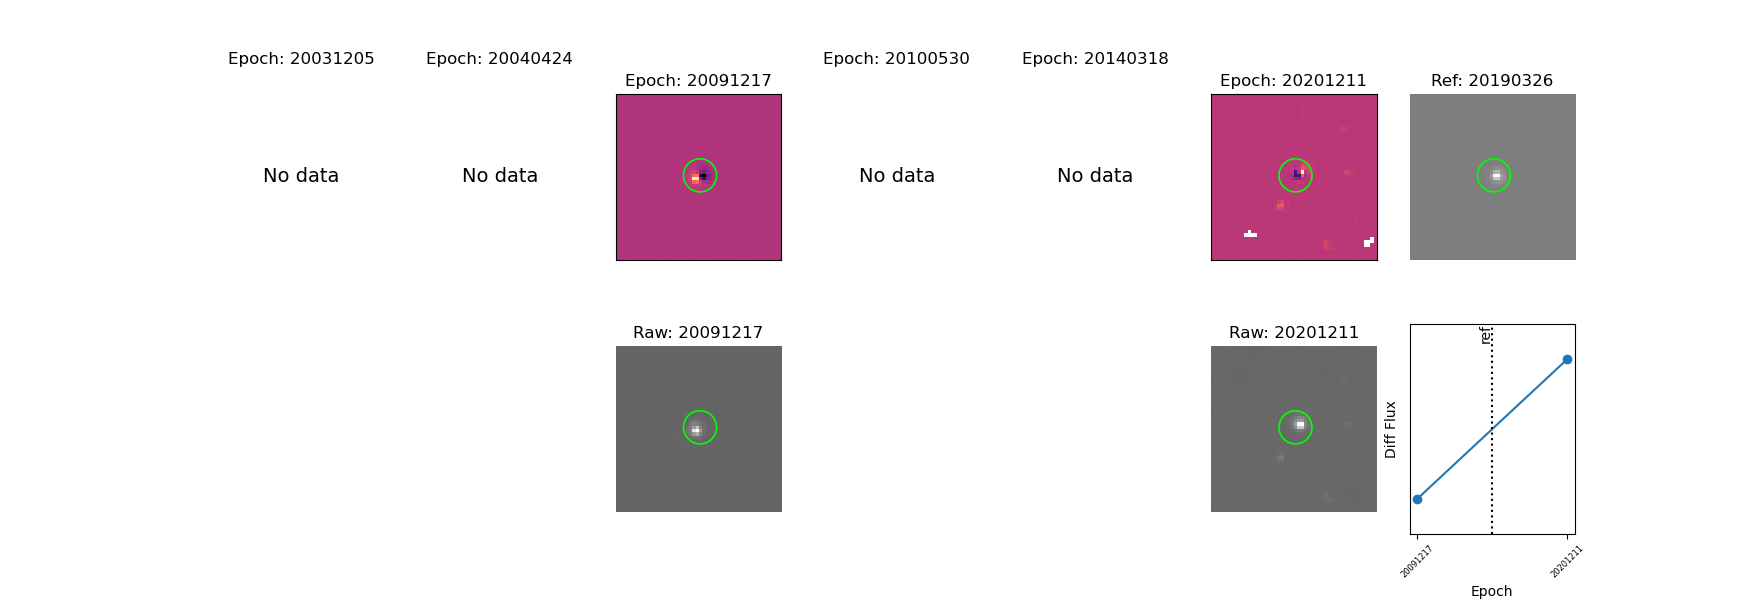 Epoch: 20031205
Epoch: 20040424
Epoch: 20091217
Epoch: 20100530
Epoch: 20140318
Epoch: 20201211
Ref: 20190326
No data
No data
No data
No data
Raw: 20091217
Raw: 20201211
ref
Diff Flux
20091217
20201211
Epoch